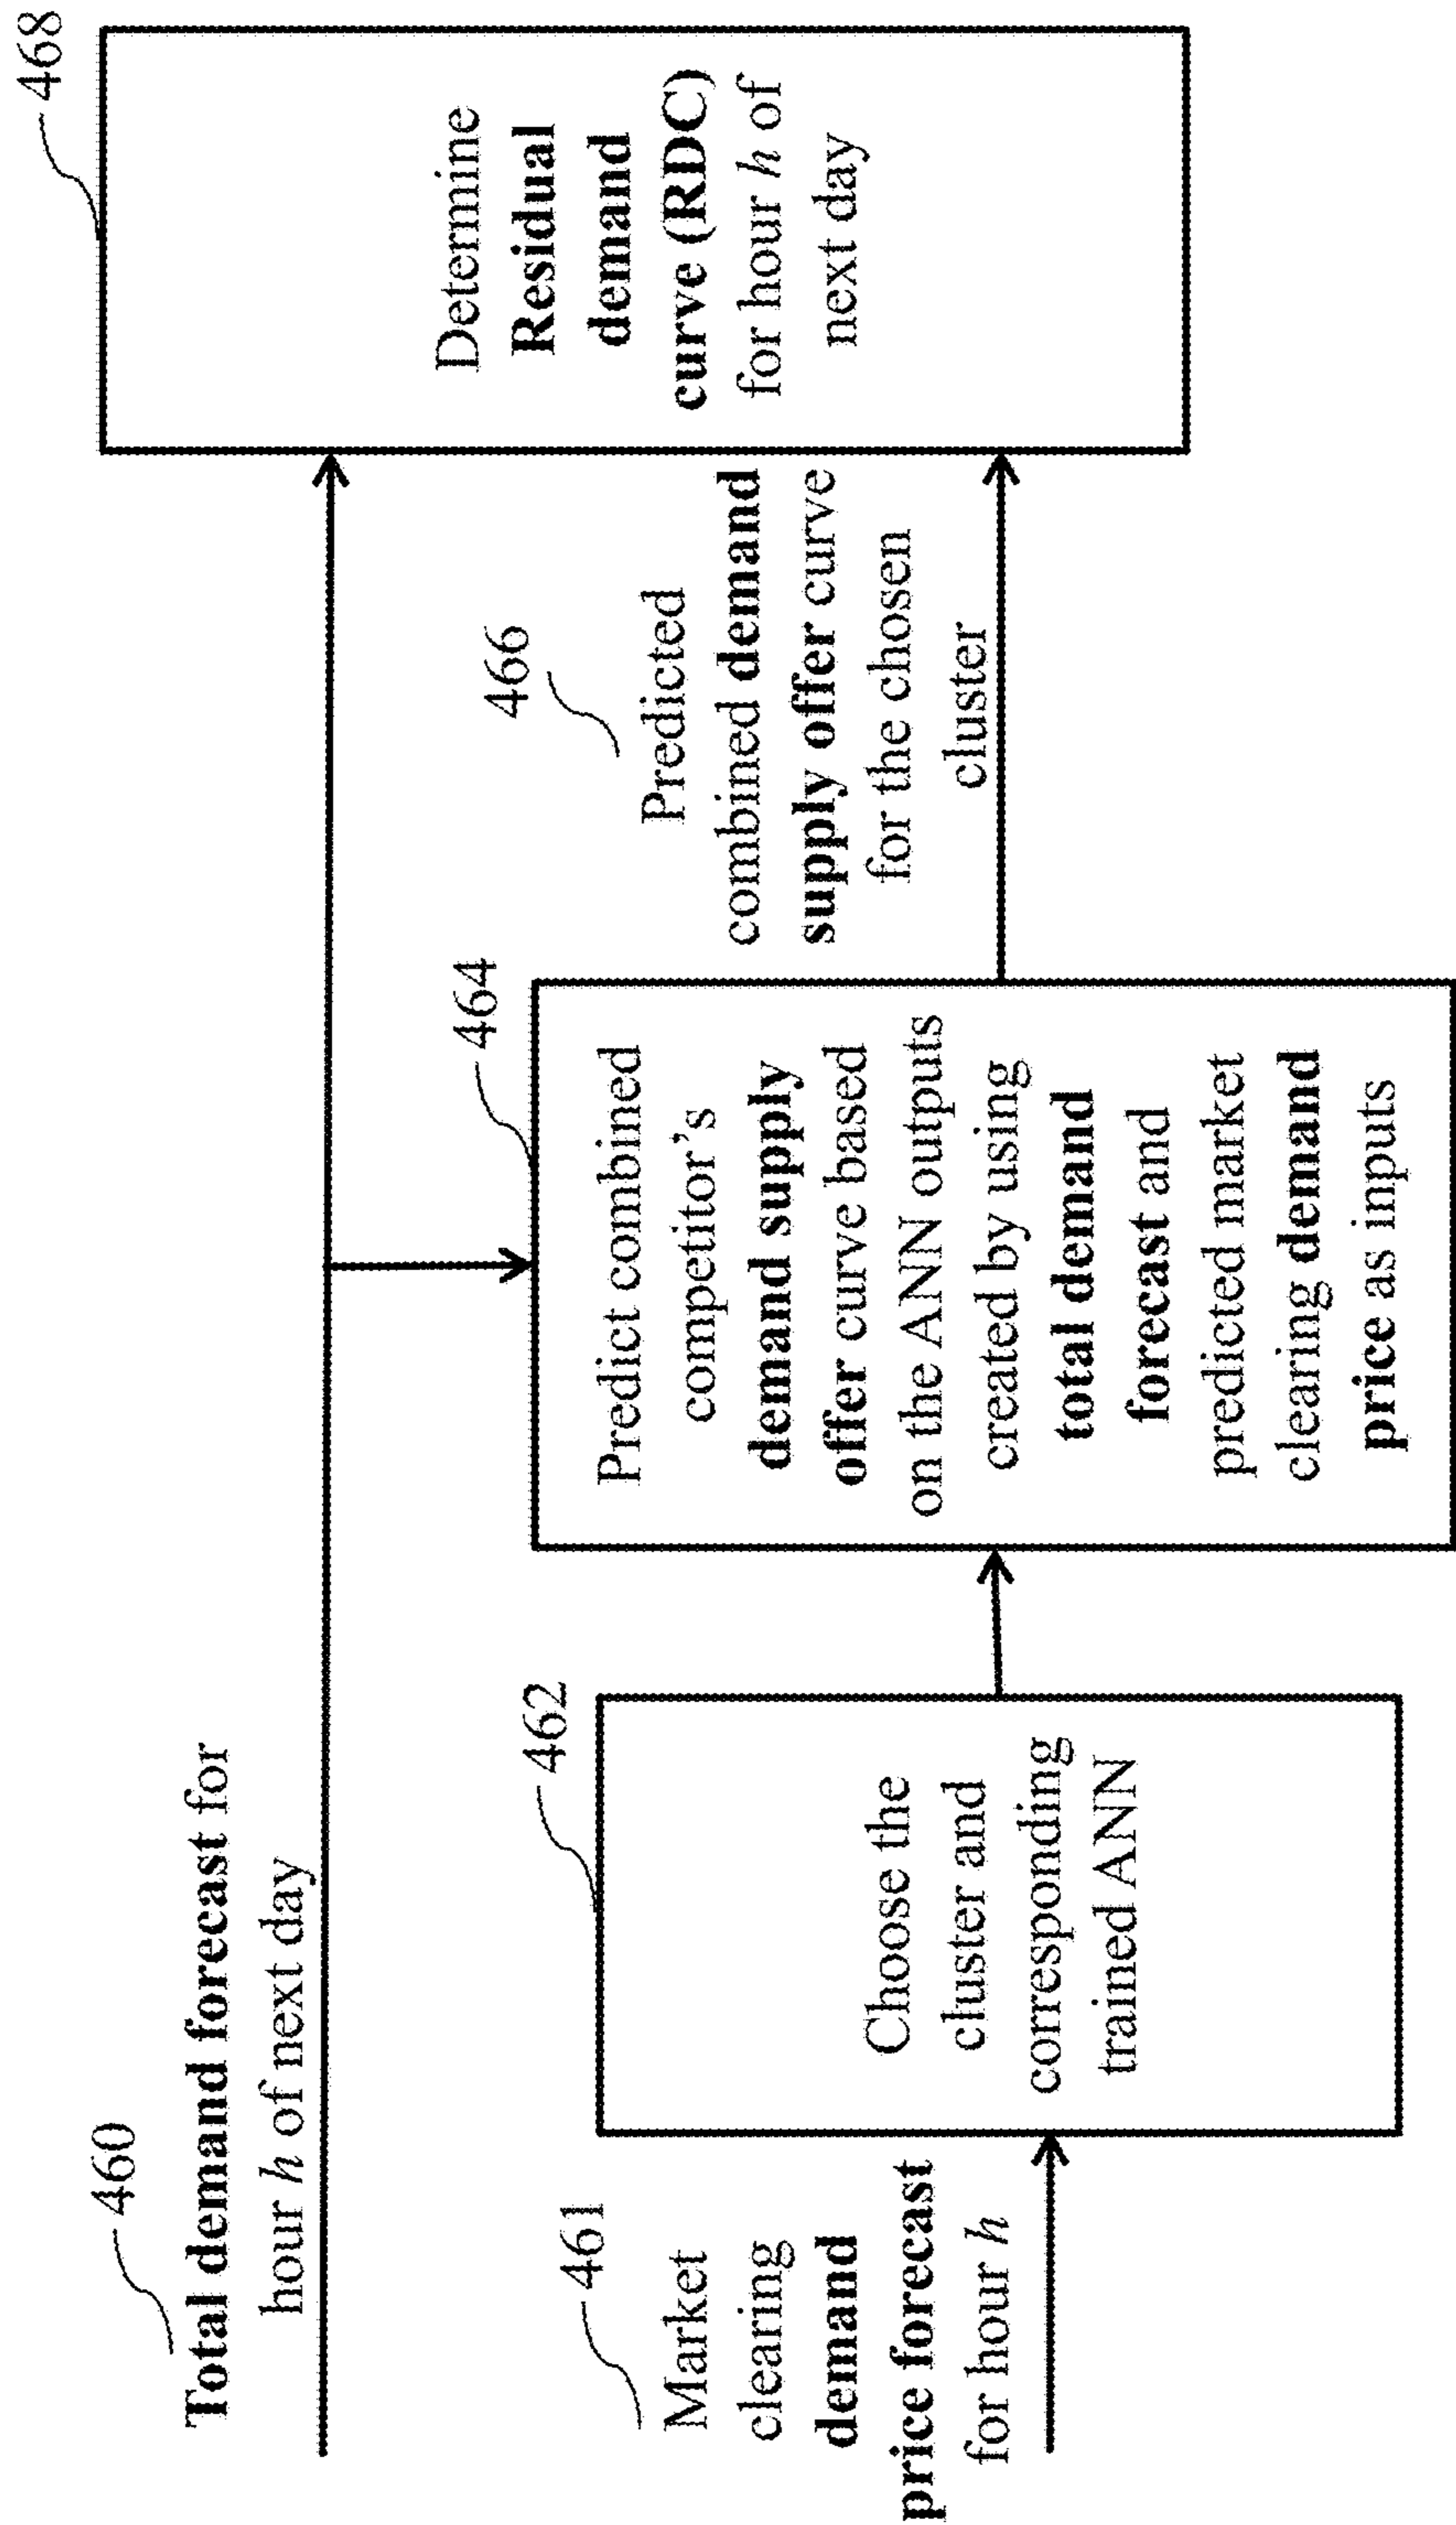 460
Total demand forecast for
hour h of next day
461
Market
clearing
demand
price forecast
for hour h
462
Choose the
cluster and
corresponding
trained ANN
464
Predict combined
competitor's
demand supply
offer curve based
on the ANN outputs
created by using
total demand
forecast and
predicted market
clearing demand
price as inputs
466
Predicted
combined demand
supply offer curve
for the chosen
cluster
468
Determine
Residual
demand
curve (RDC)
for hour h of
next day